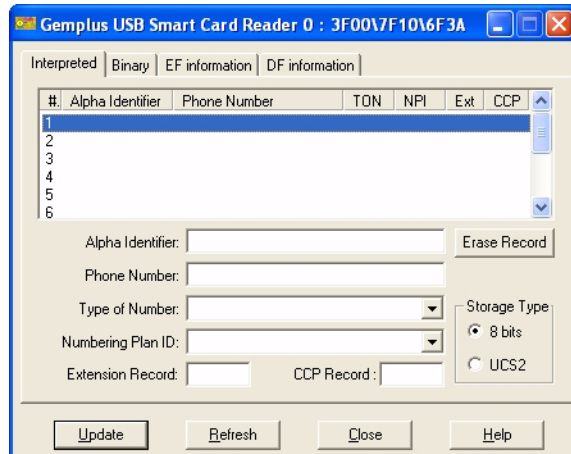 Gemplus USB Smart Card Reader 0 : 3F00\7F10\6F3A
Interpreted Binary EF information DF information
#. Alpha Identifier Phone Number TON NPI Ext CCP
1
2
3
4
5
6
Alpha Identifier: Erase Record
Phone Number:
Type of Number: Storage Type
Numbering Plan ID: 8 bits
Extension Record: CCP Record : UCS2
Update Refresh Close Help